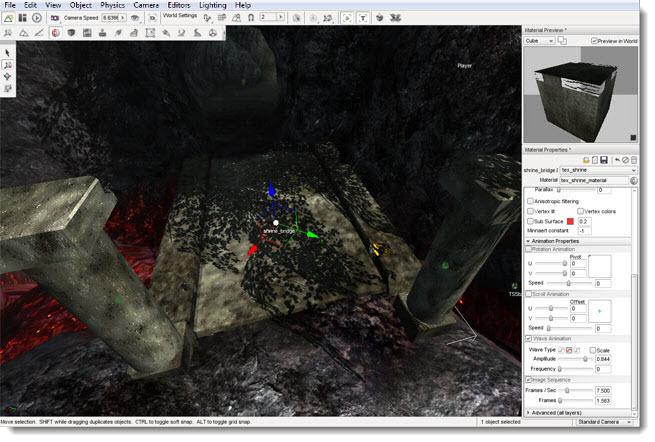 File Edit View Object Physics Camera Editors Lighting Help
Camera Speed 6.6386 World Settings 2
Material Preview *
Cube Preview in World
Player
Material Properties *
shrine_bridge tex_shrine
Material tex_shrine_material
Parallax 0
Anisotropic filtering
Vertex lit Vertex colors
Sub Surface 0.2
Minnaert constant -1
Animation Properties
Rotation Animation
Pivot
U 0
V 0
Speed 0
Scroll Animation
Offset
U 0
V 0
Speed 0
Wave Animation
Wave Type Scale
Amplitude 0.844
Frequency 0
Image Sequence
Frames / Sec 7.500
Frames 1.563
Advanced (all layers)
shrine_bridge
Move selection. SHIFT while dragging duplicates objects. CTRL to toggle soft snap. ALT to toggle grid snap. 1 object selected Standard Camera